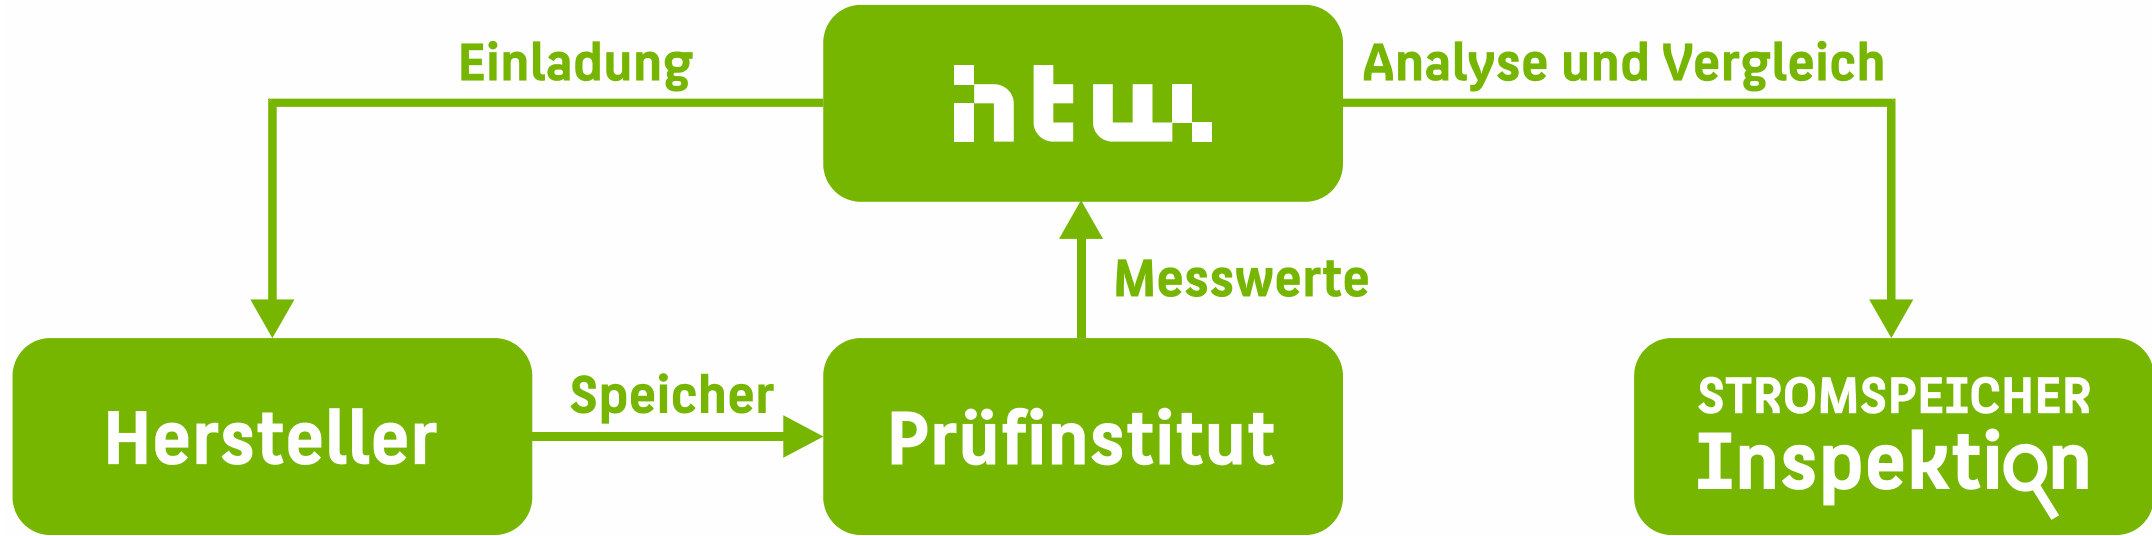 Einladung
htw.
Analyse und Vergleich
Messwerte
Hersteller
Speicher
Prüfinstitut
STROMSPEICHER
Inspektion